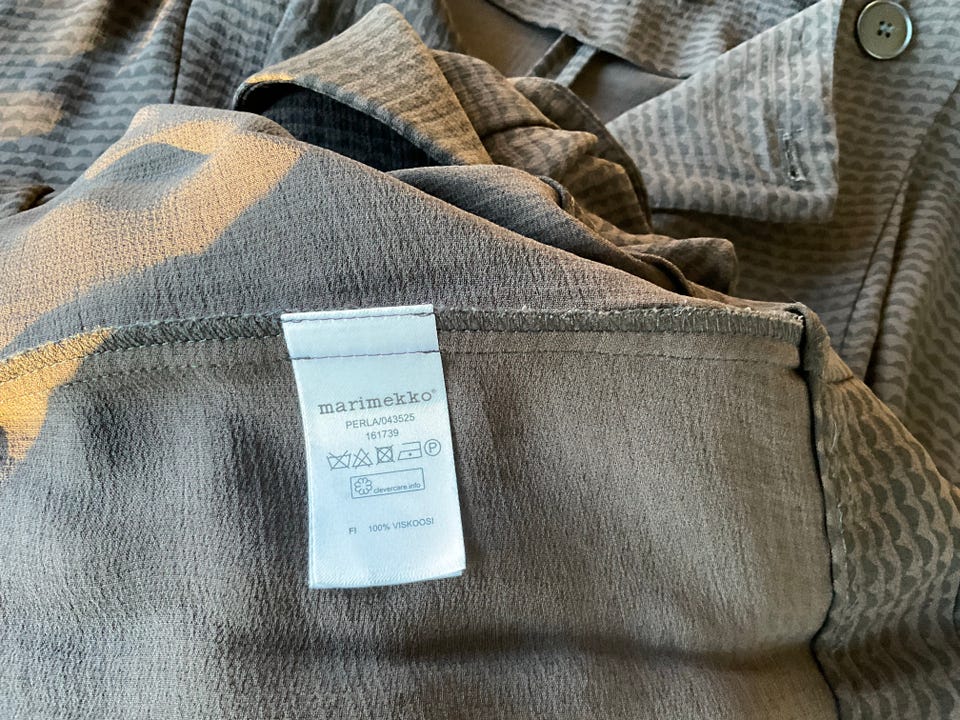 marimekko®
PERLA/043525
161739
P
clevercare.info
FI 100% VISKOOSI